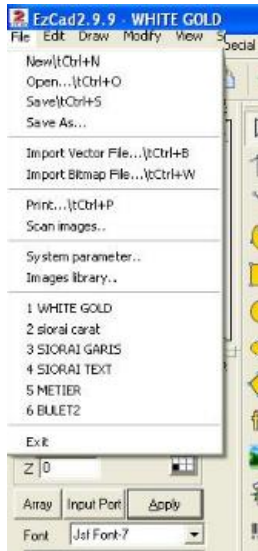 EzCad2.9.9 - WHITE GOLD
File Edit Draw Modify View S
pecial
New\tCtrl+N
Open...\tCtrl+O
Save\tCtrl+S
Save As...
Import Vector File...\tCtrl+B
Import Bitmap File...\tCtrl+W
Print...\tCtrl+P
Scan images..
System parameter..
Images library..
1 WHITE GOLD
2 siorai carat
3 SIORAI GARIS
4 SIORAI TEXT
5 METIER
6 BULET2
Exit
Z 0
Array Input Port Apply
Font Jsf Font-7